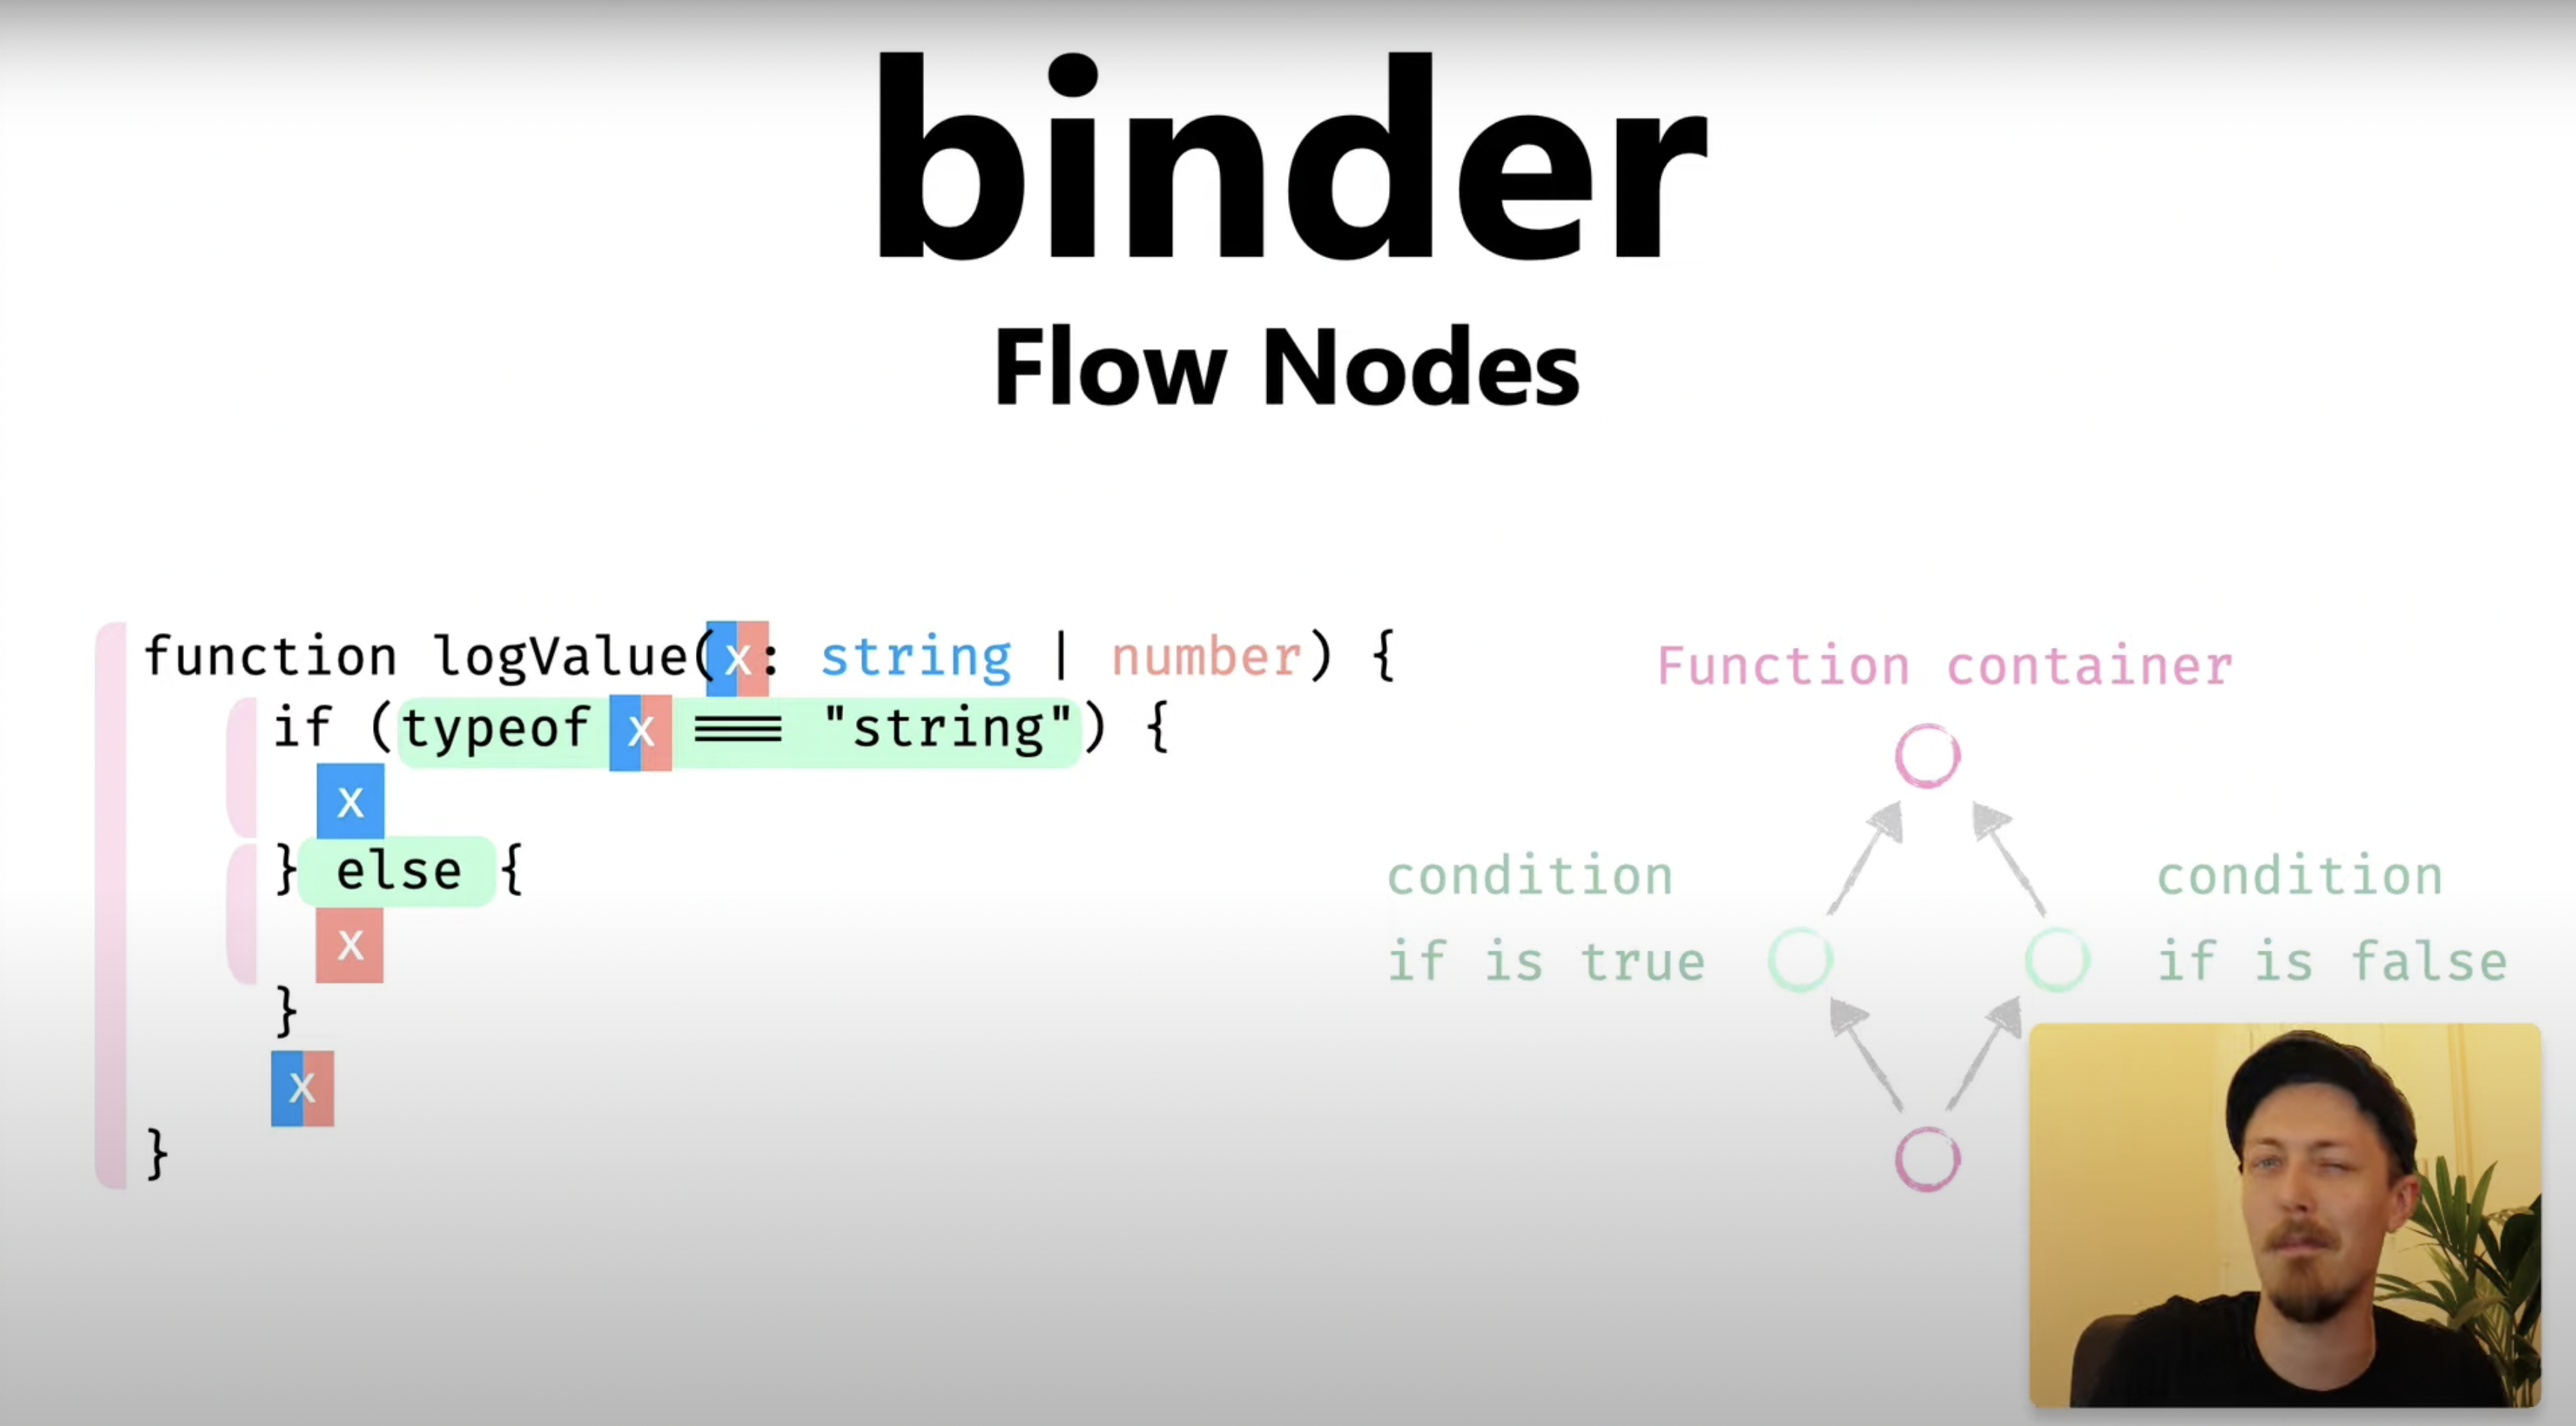 binder
Flow Nodes
function logValue(x: string | number) {
if (typeof x === "string") {
x
} else {
x
}
x
}
Function container
condition
if is true
condition
if is false